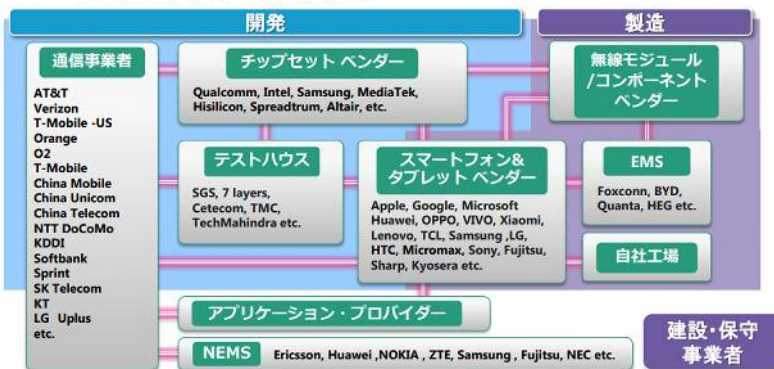 開発
製造
通信事業者
AT&T
Verizon
T-Mobile -US
Orange
O2
T-Mobile
China Mobile
China Unicom
China Telecom
NTT DoCoMo
KDDI
Softbank
Sprint
SK Telecom
KT
LG Uplus
etc.
チップセット ベンダー
Qualcomm, Intel, Samsung, MediaTek,
Hisilicon, Spreadtrum, Altair, etc.
無線モジュール
/コンポーネント
ベンダー
テストハウス
SGS, 7 layers,
Cetecom, TMC,
TechMahindra etc.
スマートフォン&
タブレット ベンダー
Apple, Google, Microsoft
Huawei, OPPO, VIVO, Xiaomi,
Lenovo, TCL, Samsung ,LG,
HTC, Micromax, Sony, Fujitsu,
Sharp, Kyosera etc.
EMS
Foxconn, BYD,
Quanta, HEG etc.
自社工場
アプリケーション・プロバイダー
NEMS
Ericsson, Huawei ,NOKIA , ZTE, Samsung , Fujitsu, NEC etc.
建設・保守
事業者